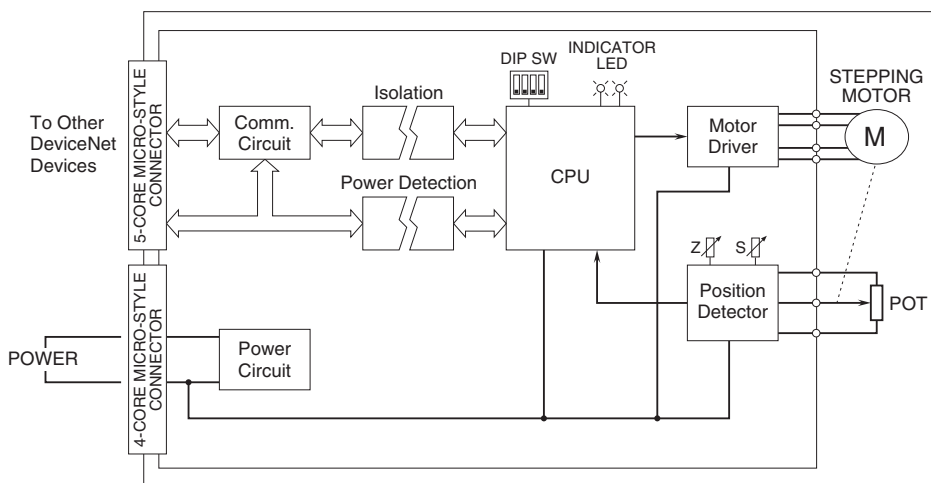 To Other
DeviceNet
Devices
5-CORE MICRO-STYLE
CONNECTOR
Comm.
Circuit
Isolation
Power Detection
DIP SW
INDICATOR
LED
CPU
Motor
Driver
STEPPING
MOTOR
M
Z
S
Position
Detector
POT
POWER
4-CORE MICRO-STYLE
CONNECTOR
Power
Circuit